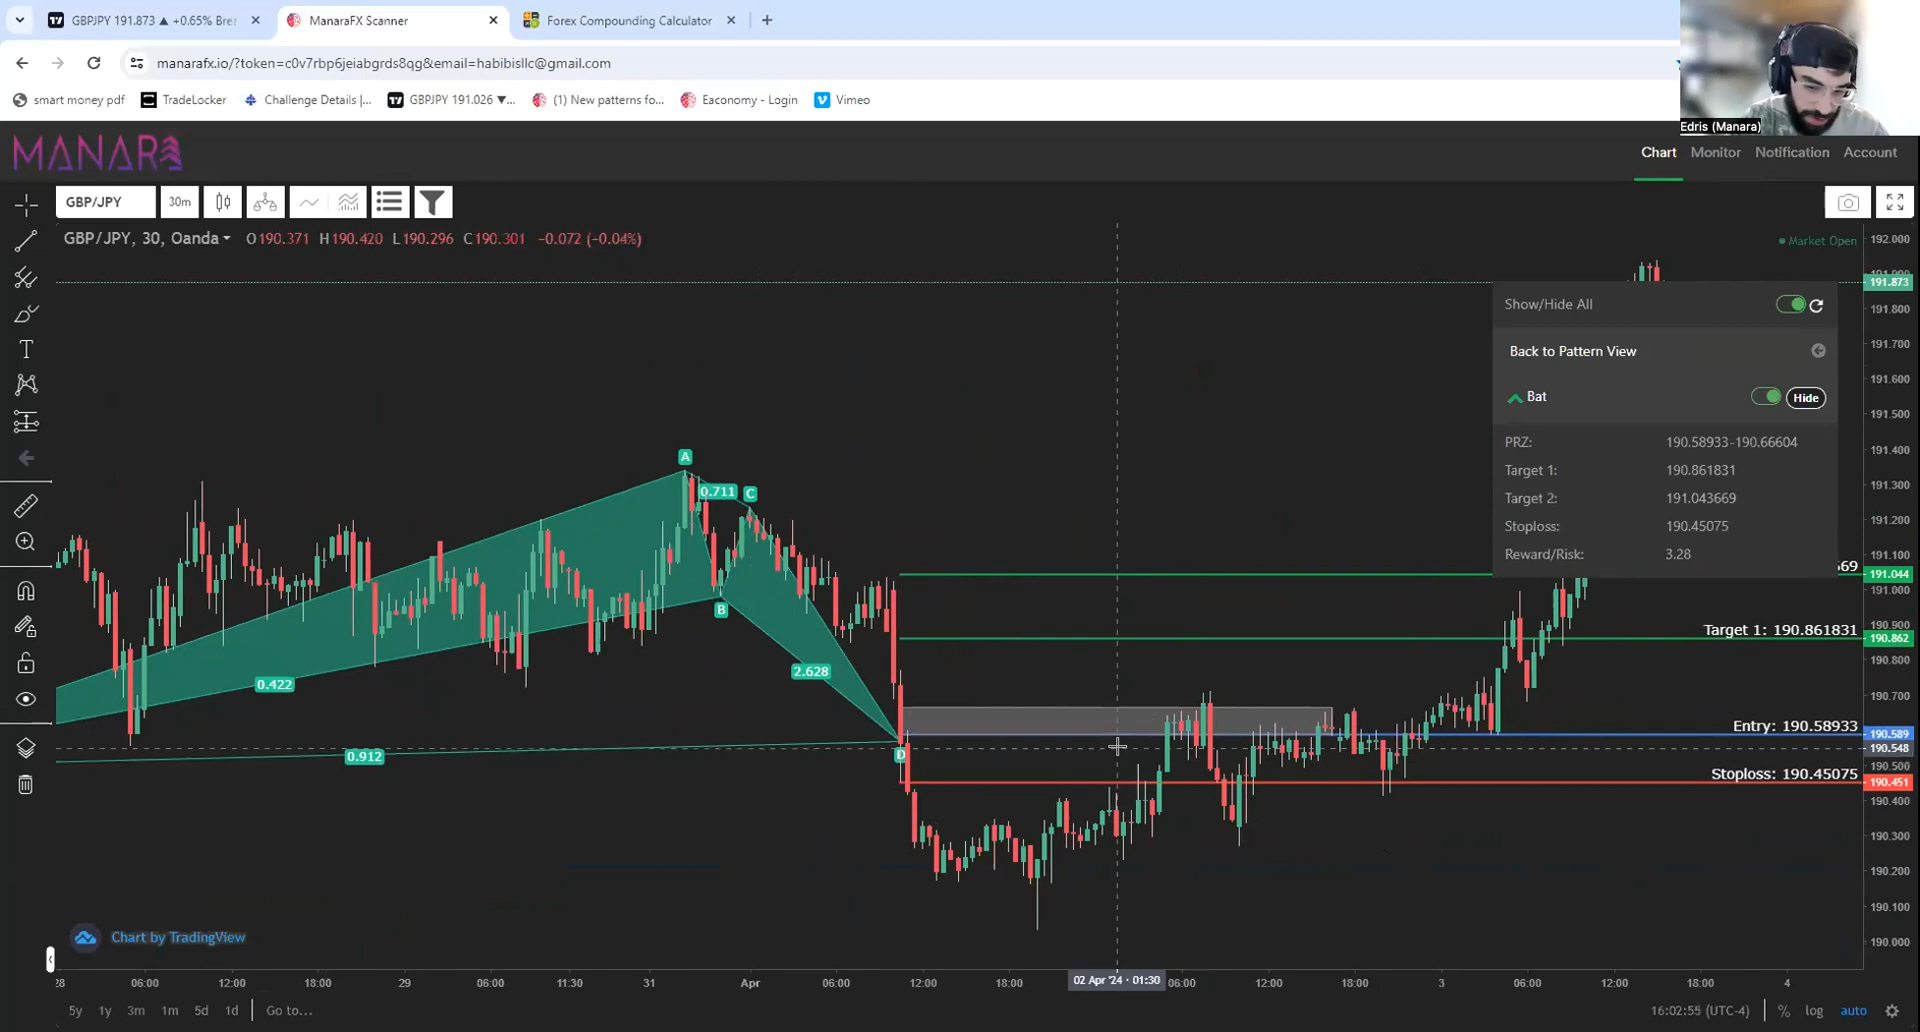 GBPJPY 191.873 ▲ +0.65% Brea
ManaraFX Scanner
Forex Compounding Calculator
manarafx.io/?token=c0v7rbp6jeiabgrds8qg&email=habibisllc@gmail.com
smart money pdf
TradeLocker
Challenge Details |...
GBPJPY 191.026 ▼...
(1) New patterns fo...
Eaconomy - Login
Vimeo
Edris (Manara)
MANARA
Chart Monitor Notification Account
GBP/JPY 30m
GBP/JPY, 30, Oanda O190.371 H190.420 L190.296 C190.301 −0.072 (−0.04%)
Market Open
192.000
191.873
191.800
191.700
191.600
191.500
191.400
191.300
191.200
191.100
191.044
191.000
190.900
190.862
190.800
190.700
190.589
190.548
190.500
190.451
190.400
190.300
190.200
190.100
190.000
Show/Hide All
Back to Pattern View
Bat Hide
PRZ: 190.58933-190.66604
Target 1: 190.861831
Target 2: 191.043669
Stoploss: 190.45075
Reward/Risk: 3.28
69
Target 1: 190.861831
Entry: 190.58933
Stoploss: 190.45075
A
0.711
C
B
2.628
0.422
D
0.912
Chart by TradingView
28 06:00 12:00 18:00 29 06:00 11:30 31 Apr 06:00 12:00 18:00 02 Apr '24 · 01:30 06:00 12:00 18:00 3 06:00 12:00 18:00 4
5y 1y 3m 1m 5d 1d Go to...
16:02:55 (UTC-4) % log auto